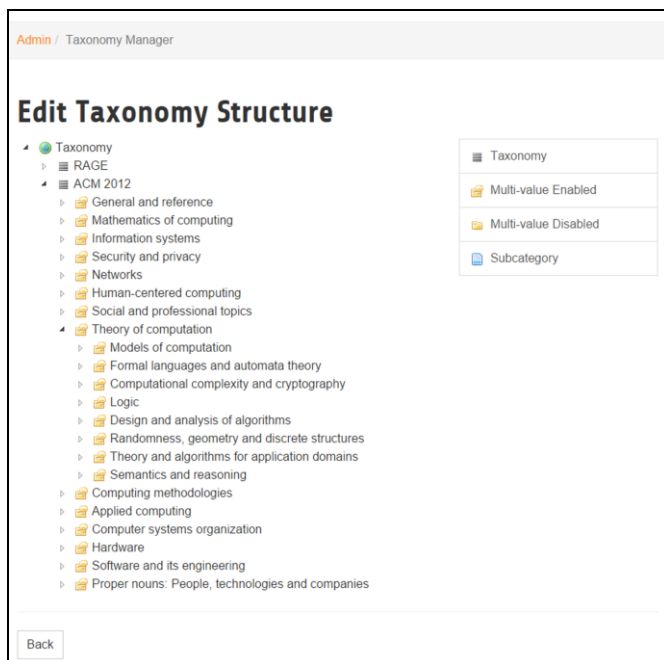 Admin / Taxonomy Manager
Edit Taxonomy Structure
Taxonomy
RAGE
ACM 2012
General and reference
Mathematics of computing
Information systems
Security and privacy
Networks
Human-centered computing
Social and professional topics
Theory of computation
Models of computation
Formal languages and automata theory
Computational complexity and cryptography
Logic
Design and analysis of algorithms
Randomness, geometry and discrete structures
Theory and algorithms for application domains
Semantics and reasoning
Computing methodologies
Applied computing
Computer systems organization
Hardware
Software and its engineering
Proper nouns: People, technologies and companies
Taxonomy
Multi-value Enabled
Multi-value Disabled
Subcategory
Back